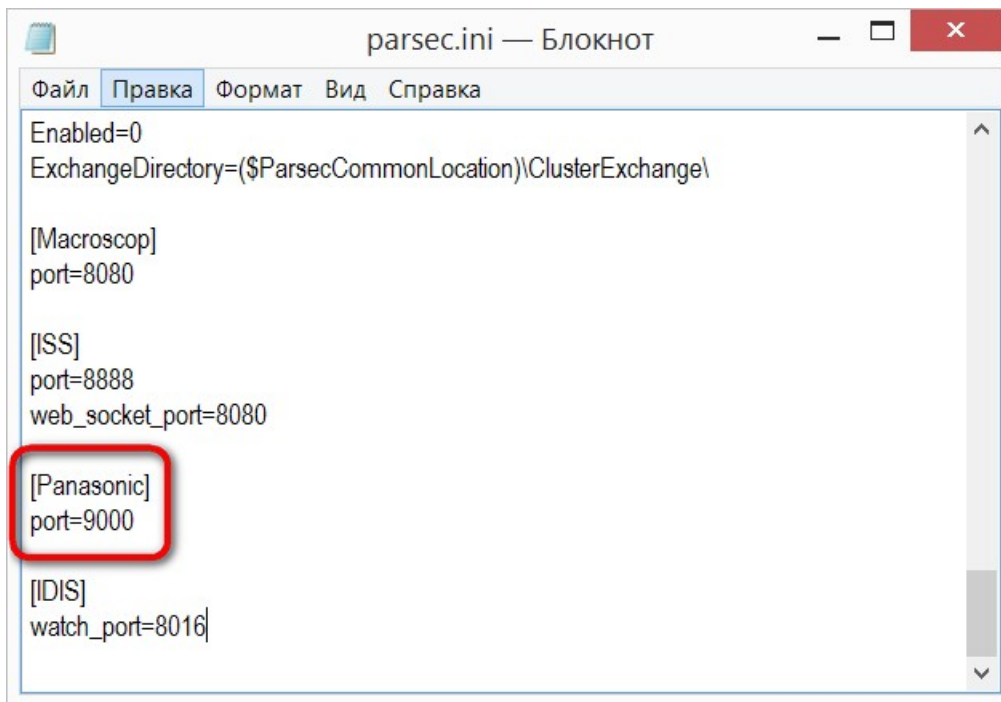 parsec.ini — Блокнот
Файл Правка Формат Вид Справка
Enabled=0
ExchangeDirectory=($ParsecCommonLocation)\ClusterExchange\
[Macroscop]
port=8080
[ISS]
port=8888
web_socket_port=8080
[Panasonic]
port=9000
[IDIS]
watch_port=8016